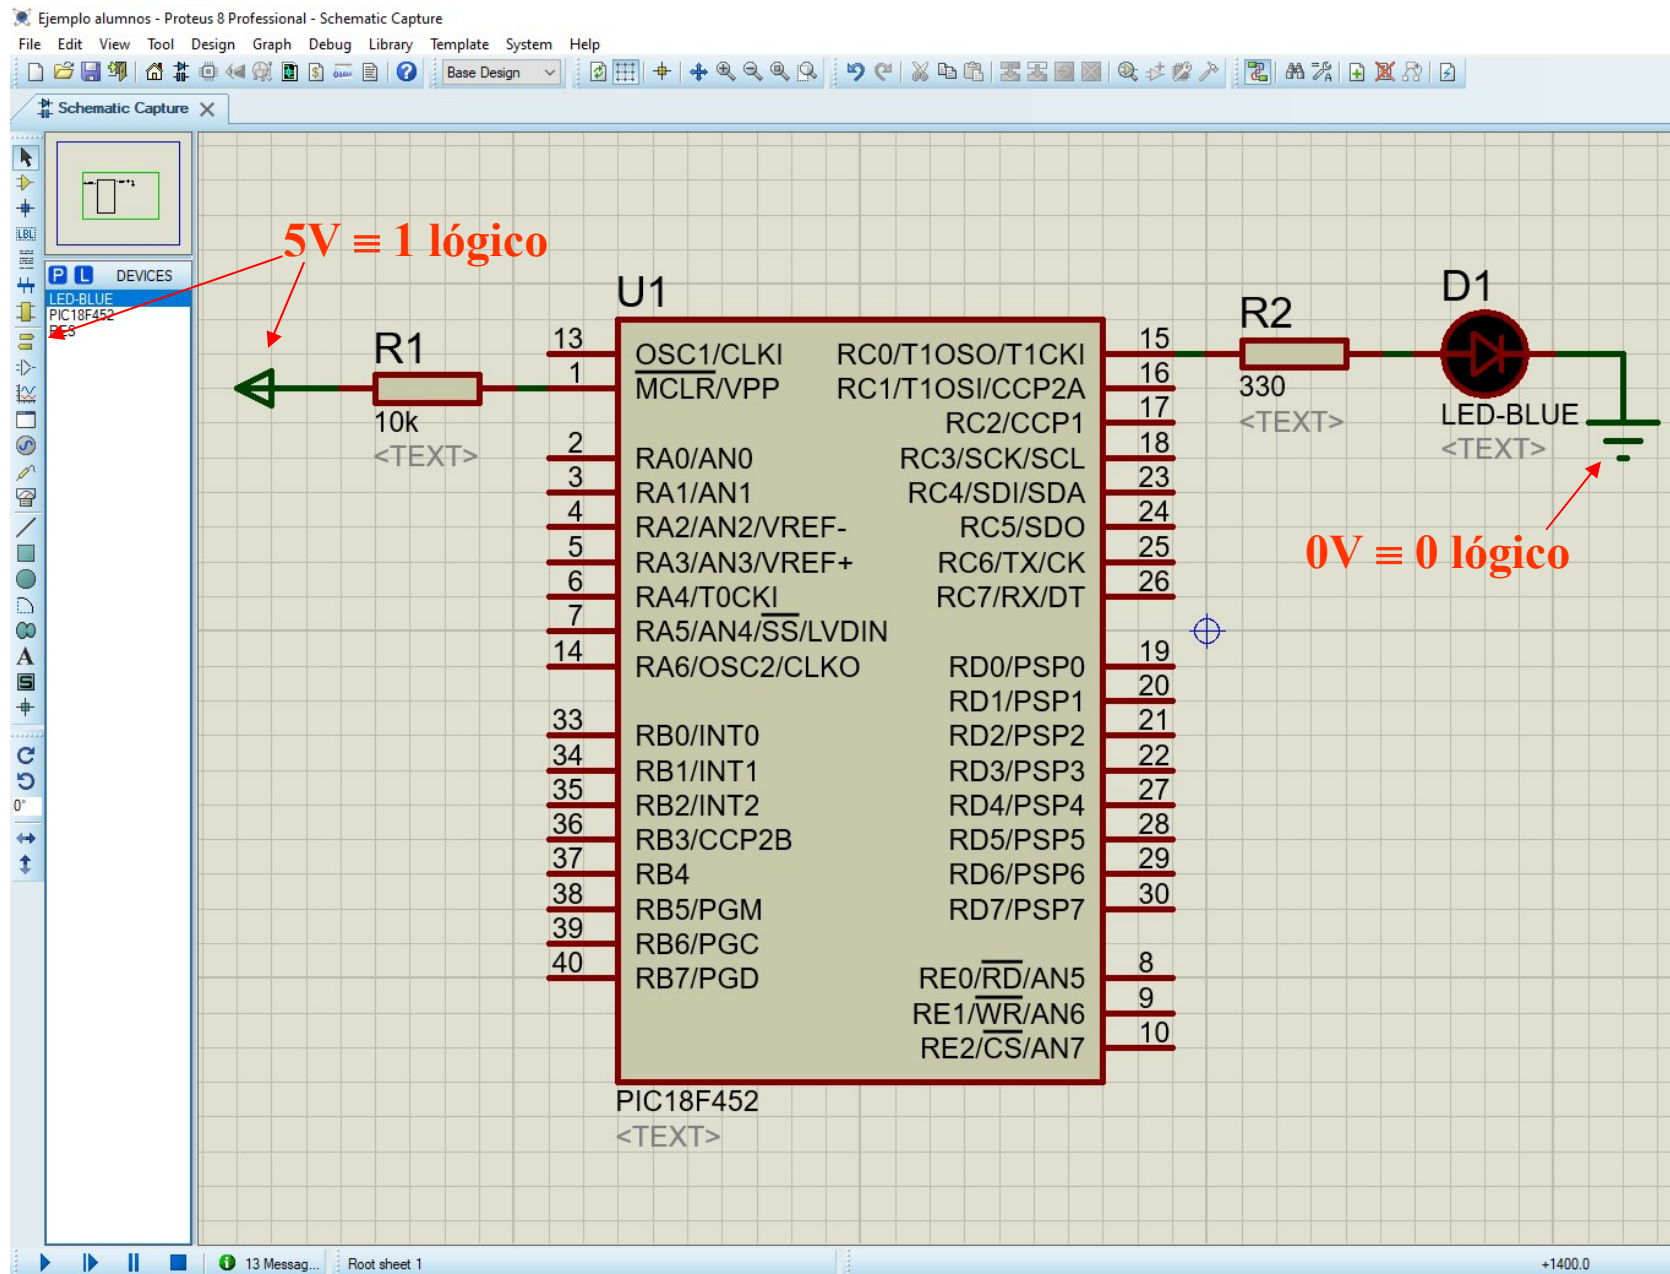 Ejemplo alumnos - Proteus 8 Professional - Schematic Capture
File Edit View Tool Design Graph Debug Library Template System Help
Base Design
Schematic Capture
LBL
A
S
0°
P L DEVICES
LED-BLUE
PIC18F452
RES
5V ≡ 1 lógico
R1
10k
<TEXT>
U1
13 OSC1/CLKI
1 MCLR/VPP
2 RA0/AN0
3 RA1/AN1
4 RA2/AN2/VREF-
5 RA3/AN3/VREF+
6 RA4/T0CKI
7 RA5/AN4/SS/LVDIN
14 RA6/OSC2/CLKO
33 RB0/INT0
34 RB1/INT1
35 RB2/INT2
36 RB3/CCP2B
37 RB4
38 RB5/PGM
39 RB6/PGC
40 RB7/PGD
RC0/T1OSO/T1CKI 15
RC1/T1OSI/CCP2A 16
RC2/CCP1 17
RC3/SCK/SCL 18
RC4/SDI/SDA 23
RC5/SDO 24
RC6/TX/CK 25
RC7/RX/DT 26
RD0/PSP0 19
RD1/PSP1 20
RD2/PSP2 21
RD3/PSP3 22
RD4/PSP4 27
RD5/PSP5 28
RD6/PSP6 29
RD7/PSP7 30
RE0/RD/AN5 8
RE1/WR/AN6 9
RE2/CS/AN7 10
PIC18F452
<TEXT>
R2
330
<TEXT>
D1
LED-BLUE
<TEXT>
0V ≡ 0 lógico
13 Messag...
Root sheet 1
+1400.0